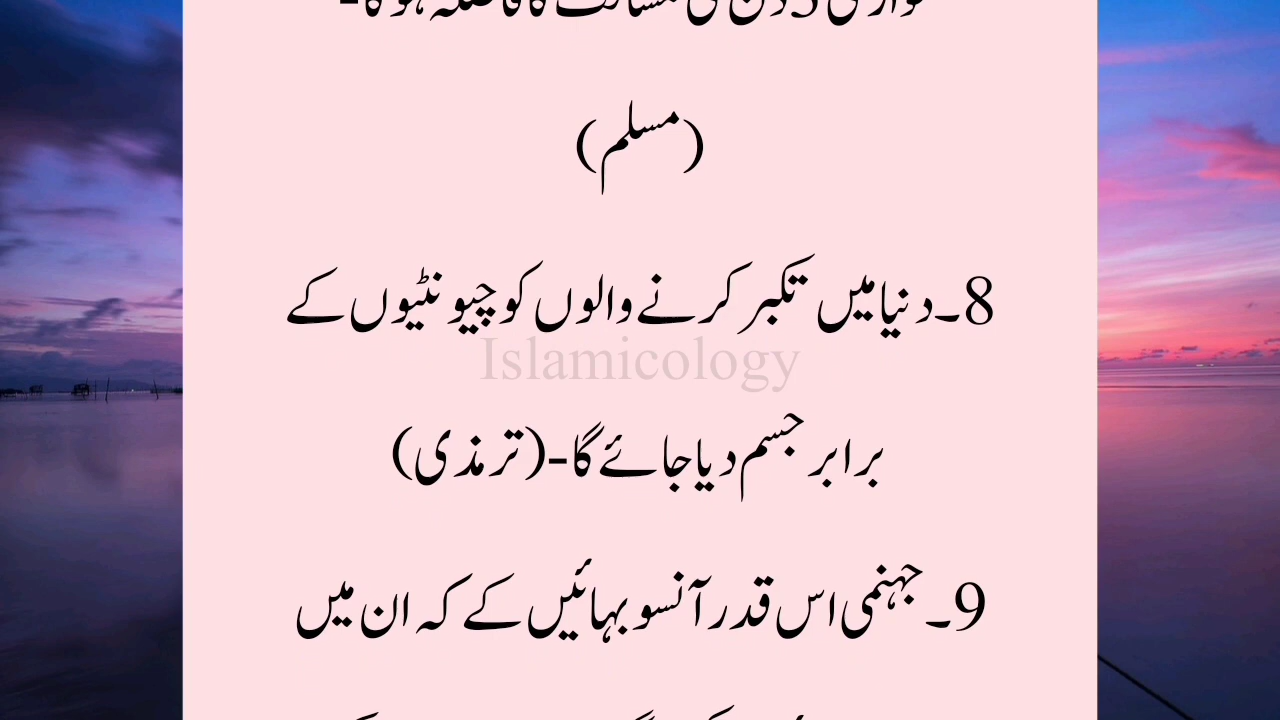 (مسلم)
8۔دنیا میں تکبر کرنے والوں کو چیونٹیوں کے
Islamicology
برابر جسم دیا جائے گا-(ترمذی)
9۔جہنمی اس قدر آنسو بہائیں کے کہ ان میں